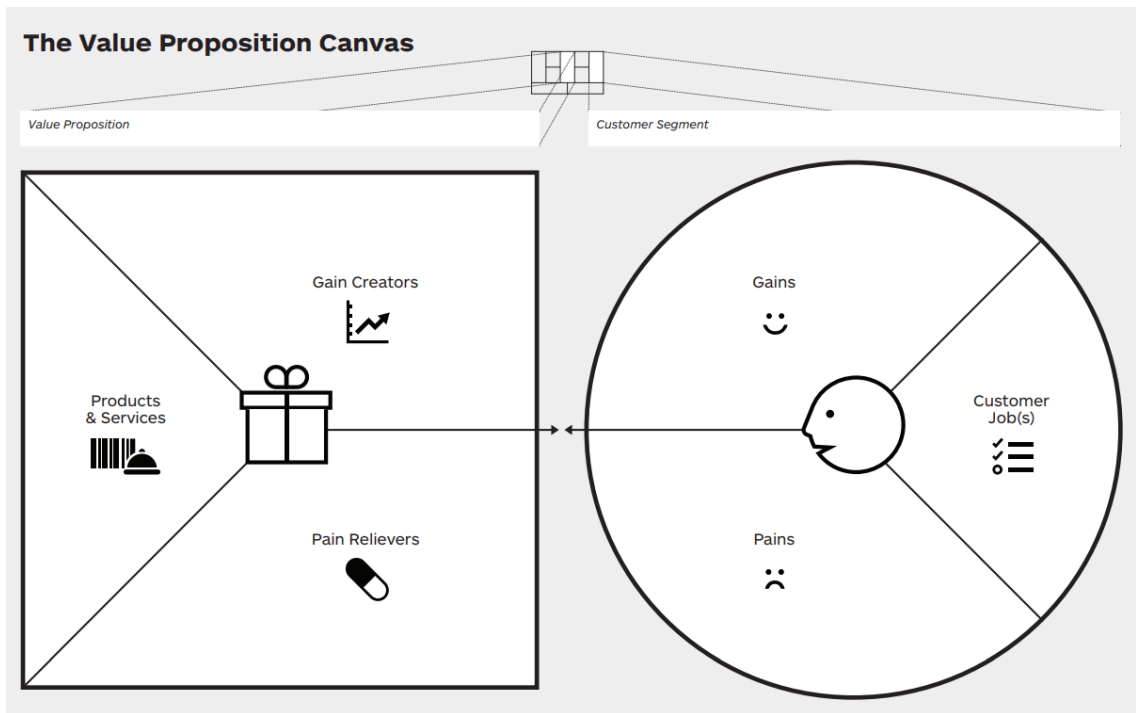 The Value Proposition Canvas
Value Proposition
Customer Segment
Gain Creators
Products
& Services
Pain Relievers
Gains
Customer
Job(s)
Pains